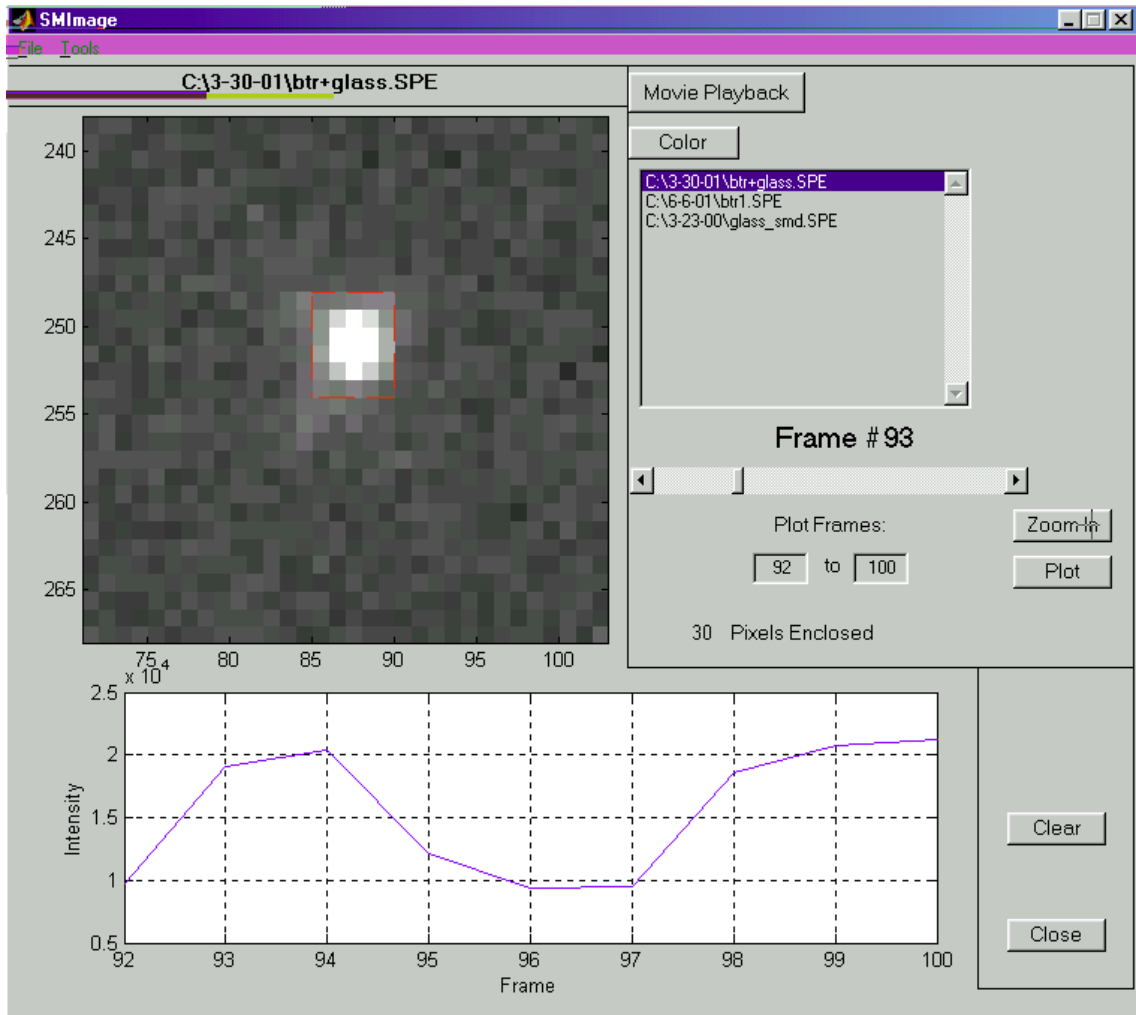 SMImage
File Tools
C:\3-30-01\btr+glass.SPE
240
245
250
255
260
265
75 80 85 90 95 100
Movie Playback
Color
C:\3-30-01\btr+glass.SPE
C:\6-6-01\btr1.SPE
C:\3-23-00\glass_smd.SPE
Frame # 93
Plot Frames:
92 to 100
Zoom-In
Plot
30 Pixels Enclosed
x 10^4
2.5
2
1.5
1
0.5
Intensity
92 93 94 95 96 97 98 99 100
Frame
Clear
Close